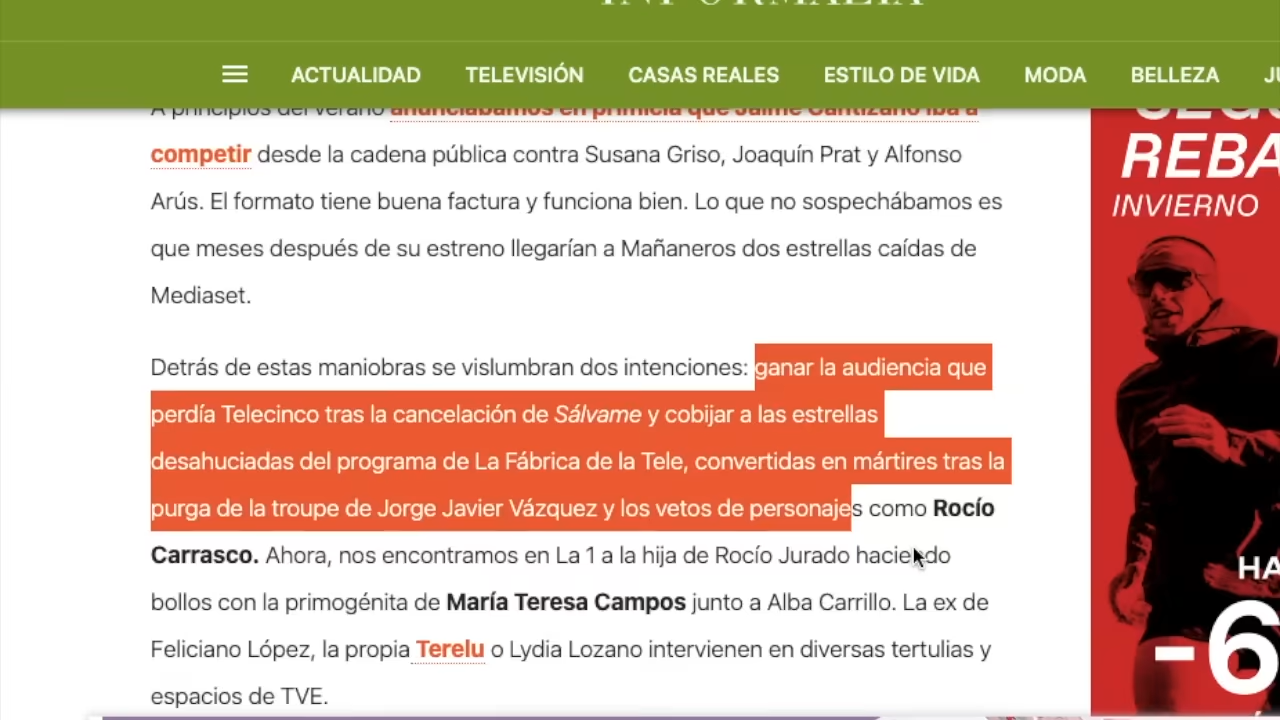 INFORMALIA
ACTUALIDAD TELEVISIÓN CASAS REALES ESTILO DE VIDA MODA BELLEZA
A principios del verano anunciábamos en primicia que Jaime Cantizano iba a
competir desde la cadena pública contra Susana Griso, Joaquín Prat y Alfonso
Arús. El formato tiene buena factura y funciona bien. Lo que no sospechábamos es
que meses después de su estreno llegarían a Mañaneros dos estrellas caídas de
Mediaset.
Detrás de estas maniobras se vislumbran dos intenciones: ganar la audiencia que
perdía Telecinco tras la cancelación de Sálvame y cobijar a las estrellas
desahuciadas del programa de La Fábrica de la Tele, convertidas en mártires tras la
purga de la troupe de Jorge Javier Vázquez y los vetos de personajes como Rocío
Carrasco. Ahora, nos encontramos en La 1 a la hija de Rocío Jurado haciendo
bollos con la primogénita de María Teresa Campos junto a Alba Carrillo. La ex de
Feliciano López, la propia Terelu o Lydia Lozano intervienen en diversas tertulias y
espacios de TVE.
REBA
INVIERNO
HA
-6